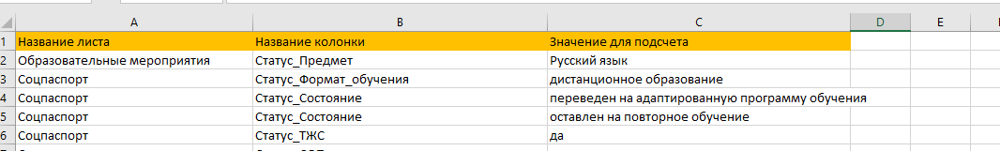 A B C D E
1 Название листа Название колонки Значение для подсчета
2 Образовательные мероприятия Статус_Предмет Русский язык
3 Соцпаспорт Статус_Формат_обучения дистанционное образование
4 Соцпаспорт Статус_Состояние переведен на адаптированную программу обучения
5 Соцпаспорт Статус_Состояние оставлен на повторное обучение
6 Соцпаспорт Статус_ТЖС да